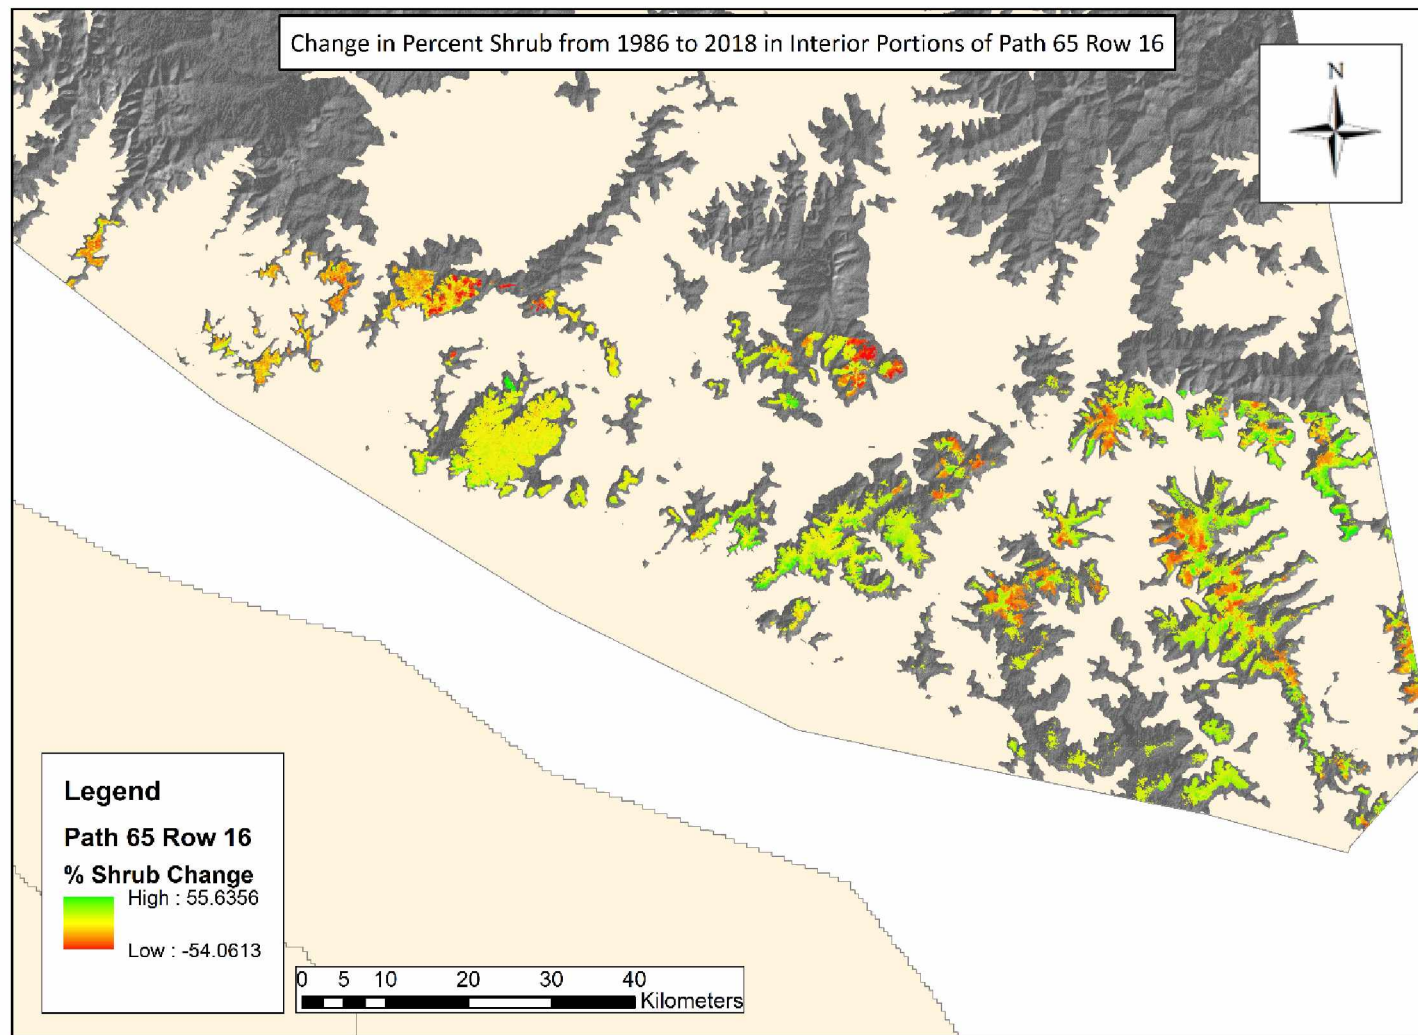 Change in Percent Shrub from 1986 to 2018 in Interior Portions of Path 65 Row 16
N
Legend
Path 65 Row 16
% Shrub Change
High : 55.6356
Low : -54.0613
0 5 10 20 30 40
Kilometers